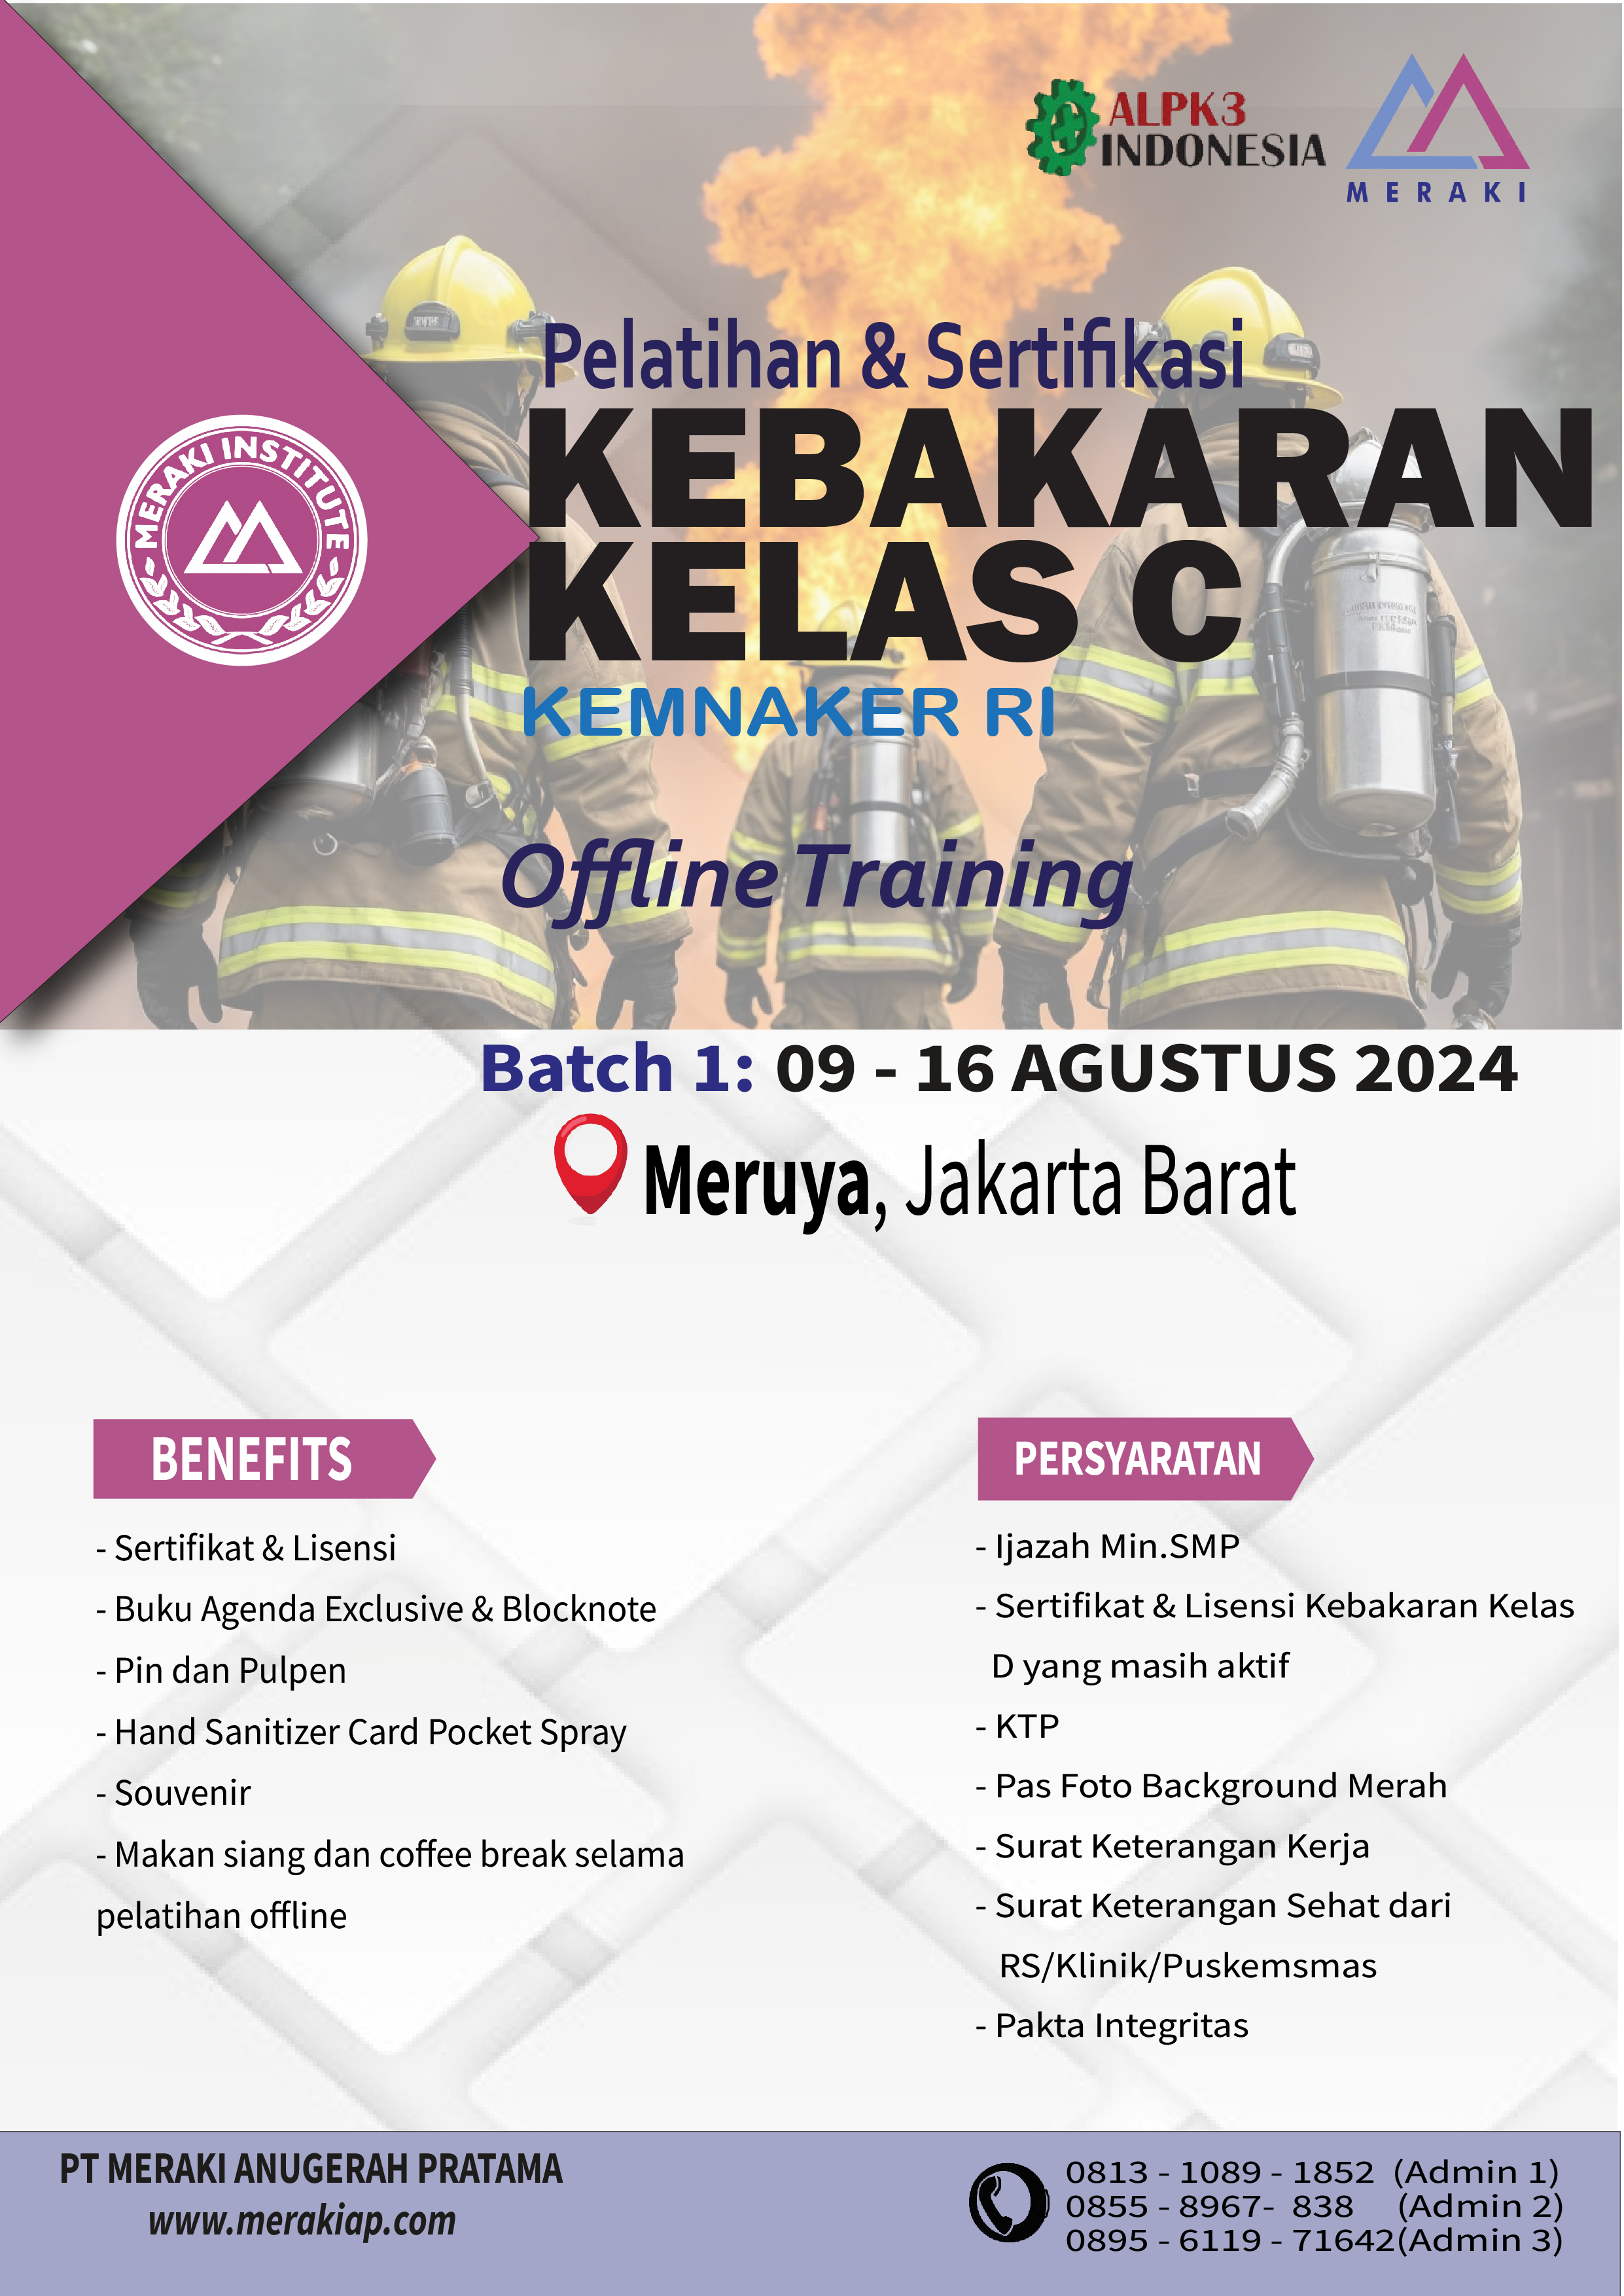 ALPK3
INDONESIA
MERAKI
MERAKI INSTITUTE
Pelatihan & Sertifikasi
KEBAKARAN
KELAS C
KEMNAKER RI
Offline Training
Batch 1: 09 - 16 AGUSTUS 2024
Meruya, Jakarta Barat
BENEFITS
- Sertifikat & Lisensi
- Buku Agenda Exclusive & Blocknote
- Pin dan Pulpen
- Hand Sanitizer Card Pocket Spray
- Souvenir
- Makan siang dan coffee break selama
pelatihan offline
PERSYARATAN
- Ijazah Min.SMP
- Sertifikat & Lisensi Kebakaran Kelas
D yang masih aktif
- KTP
- Pas Foto Background Merah
- Surat Keterangan Kerja
- Surat Keterangan Sehat dari
RS/Klinik/Puskemsmas
- Pakta Integritas
PT MERAKI ANUGERAH PRATAMA
www.merakiap.com
0813 - 1089 - 1852 (Admin 1)
0855 - 8967- 838 (Admin 2)
0895 - 6119 - 71642(Admin 3)